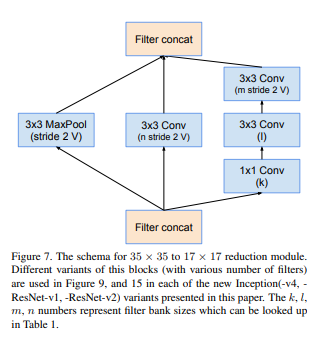 Filter concat
3x3 Conv
(m stride 2 V)
3x3 MaxPool
(stride 2 V)
3x3 Conv
(n stride 2 V)
3x3 Conv
(l)
1x1 Conv
(k)
Filter concat
Figure 7. The schema for 35 × 35 to 17 × 17 reduction module.
Different variants of this blocks (with various number of filters)
are used in Figure 9, and 15 in each of the new Inception(-v4, -
ResNet-v1, -ResNet-v2) variants presented in this paper. The k, l,
m, n numbers represent filter bank sizes which can be looked up
in Table 1.